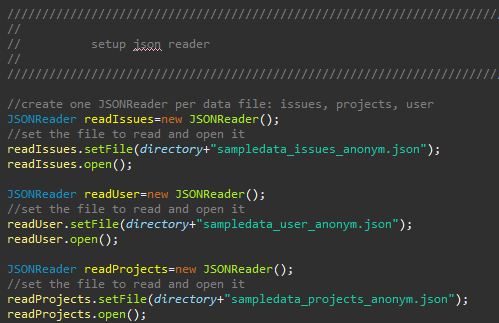 //////////////////////////////////////////////////////////////////////
//
//        setup json reader
//
//////////////////////////////////////////////////////////////////////
//create one JSONReader per data file: issues, projects, user
JSONReader readIssues=new JSONReader();
//set the file to read and open it
readIssues.setFile(directory+"sampledata_issues_anonym.json");
readIssues.open();
JSONReader readUser=new JSONReader();
//set the file to read and open it
readUser.setFile(directory+"sampledata_user_anonym.json");
readUser.open();
JSONReader readProjects=new JSONReader();
//set the file to read and open it
readProjects.setFile(directory+"sampledata_projects_anonym.json");
readProjects.open();